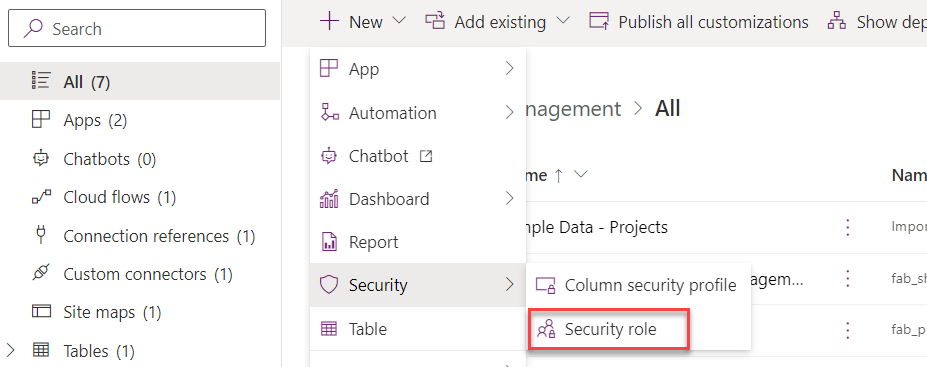 Search
New
Add existing
Publish all customizations
Show dep
All (7)
Apps (2)
Chatbots (0)
Cloud flows (1)
Connection references (1)
Custom connectors (1)
Site maps (1)
Tables (1)
App
Automation
Chatbot
Dashboard
Report
Security
Table
Column security profile
Security role
nagement > All
me ↑
Nam
nple Data - Projects
Impor
agem...
fab_sh
fab_p